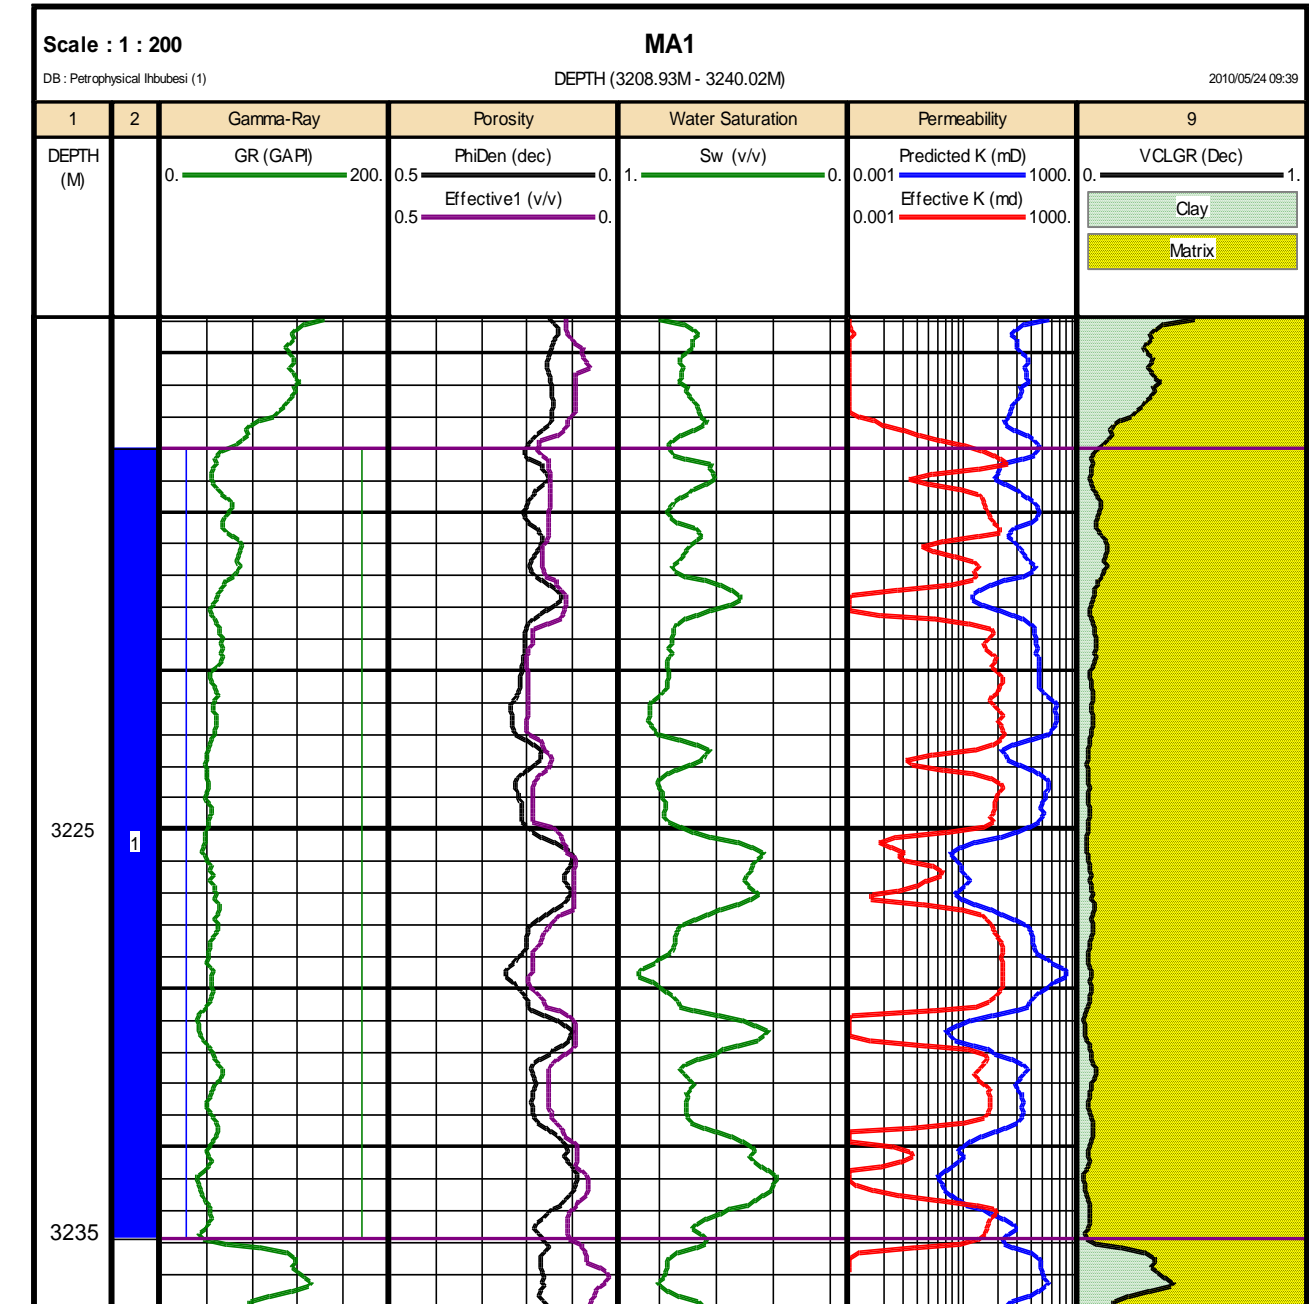 Scale : 1 : 200
MA1
DB : Petrophysical Ihbubesi (1)
DEPTH (3208.93M - 3240.02M)
2010/05/24 09:39
1 2 Gamma-Ray Porosity Water Saturation Permeability 9
DEPTH
(M)
GR (GAPI)
0. 200.
PhiDen (dec)
0.5 0.
Effective1 (v/v)
0.5 0.
Sw (v/v)
1. 0.
Predicted K (mD)
0.001 1000.
Effective K (md)
0.001 1000.
VCLGR (Dec)
0. 1.
Clay
Matrix
3225
1
3235